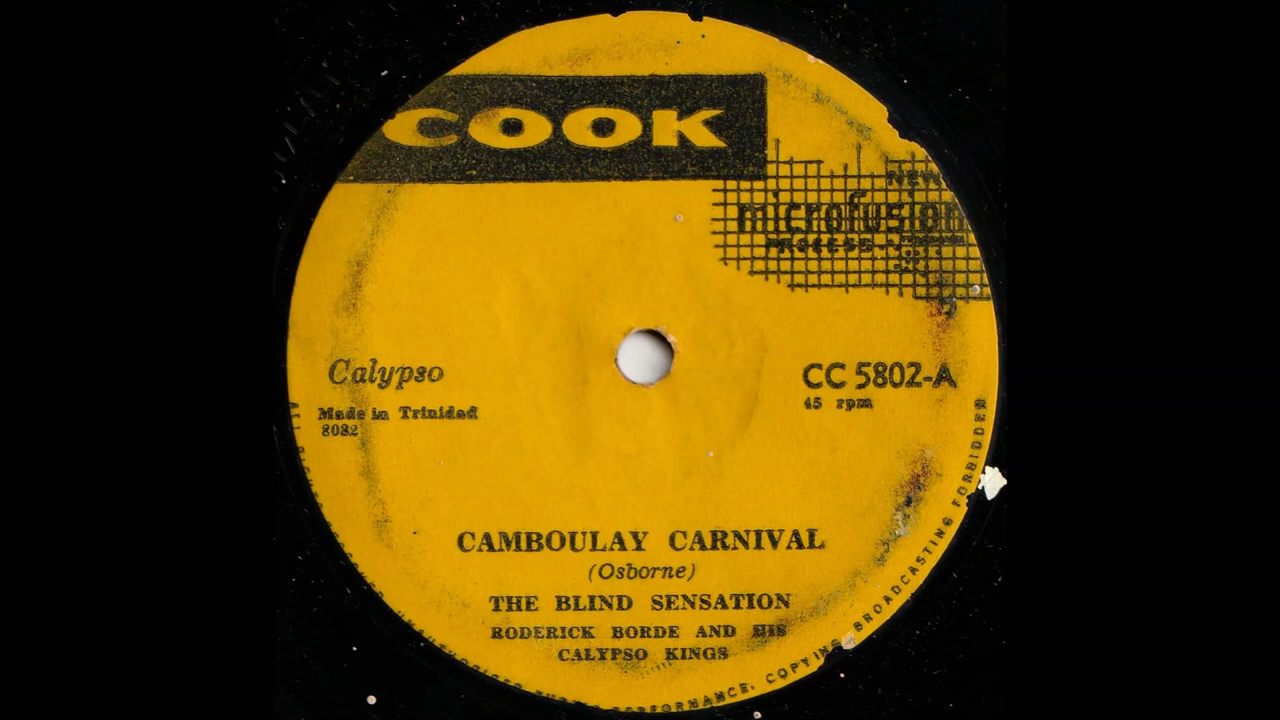 COOK
NEW
microfusion
PROCESS
Calypso
CC 5802-A
Made in Trinidad
45 rpm
8082
CAMBOULAY CARNIVAL
(Osborne)
THE BLIND SENSATION
RODERICK BORDE AND HIS
CALYPSO KINGS
PERFORMANCE, COPYING, BROADCASTING FORBIDDEN